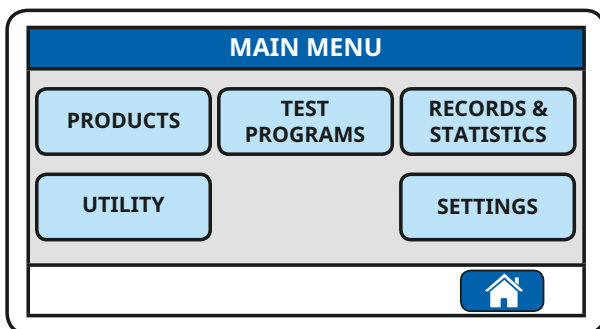 MAIN MENU
PRODUCTS
TEST
PROGRAMS
RECORDS &
STATISTICS
UTILITY
SETTINGS